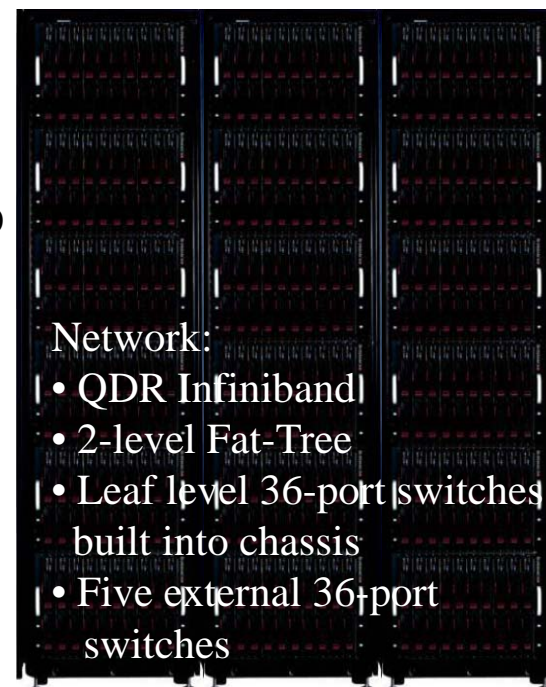 Network:
• QDR Infiniband
• 2-level Fat-Tree
• Leaf level 36-port switches
built into chassis
• Five external 36-port
switches